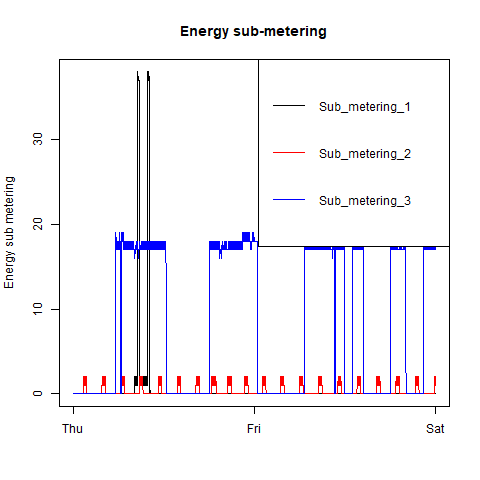 Energy sub-metering
Sub_metering_1
Sub_metering_2
Sub_metering_3
Energy sub metering
0
10
20
30
Thu
Fri
Sat